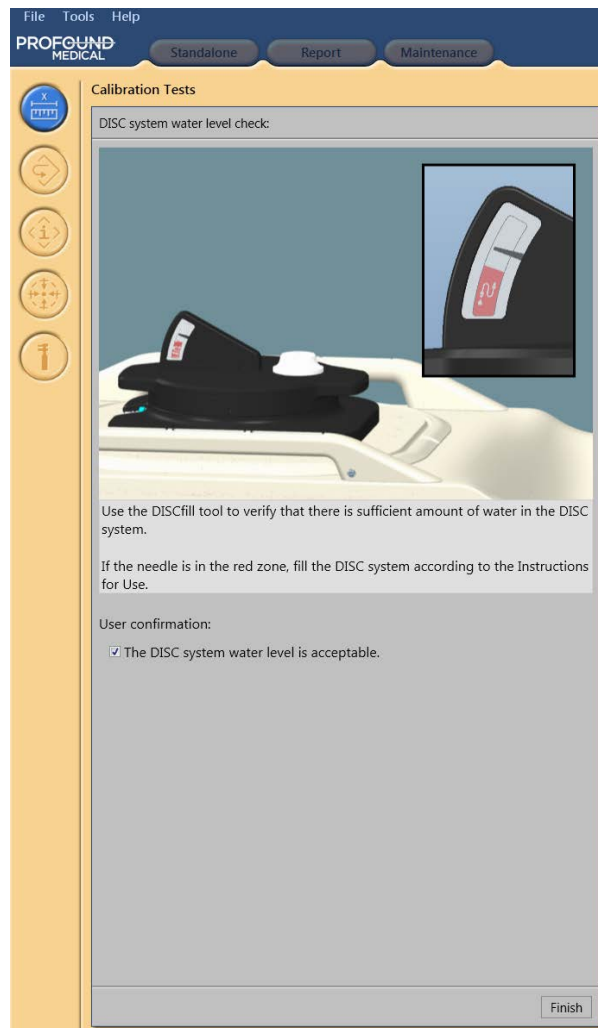 File Tools Help
PROFOUND
MEDICAL
Standalone Report Maintenance
Calibration Tests
DISC system water level check:
Use the DISCfill tool to verify that there is sufficient amount of water in the DISC
system.
If the needle is in the red zone, fill the DISC system according to the Instructions
for Use.
User confirmation:
The DISC system water level is acceptable.
Finish